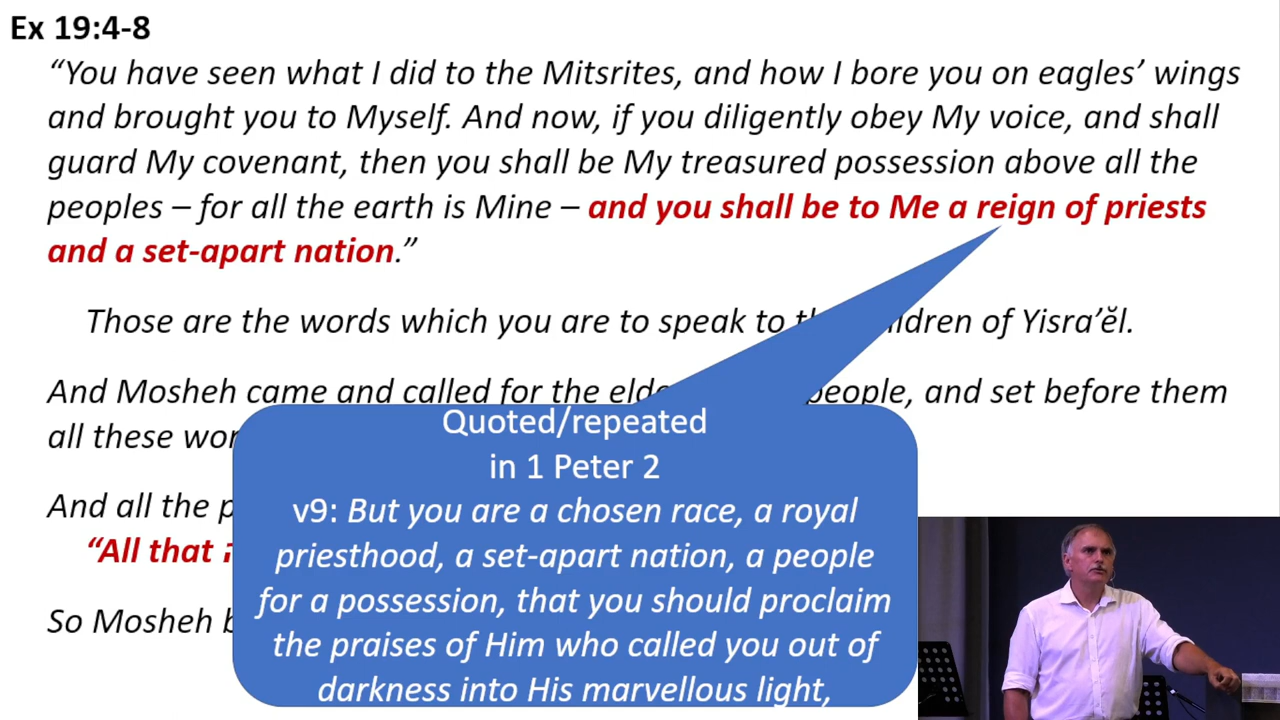 Ex 19:4-8
“You have seen what I did to the Mitsrites, and how I bore you on eagles’ wings
and brought you to Myself. And now, if you diligently obey My voice, and shall
guard My covenant, then you shall be My treasured possession above all the
peoples – for all the earth is Mine – and you shall be to Me a reign of priests
and a set-apart nation.”
Those are the words which you are to speak to of Yisra’ĕl.
And Mosheh came and called for the people, and set before them
all these
And all the
“All that
So Mosheh
Quoted/repeated
in 1 Peter 2
v9: But you are a chosen race, a royal
priesthood, a set-apart nation, a people
for a possession, that you should proclaim
the praises of Him who called you out of
darkness into His marvellous light,